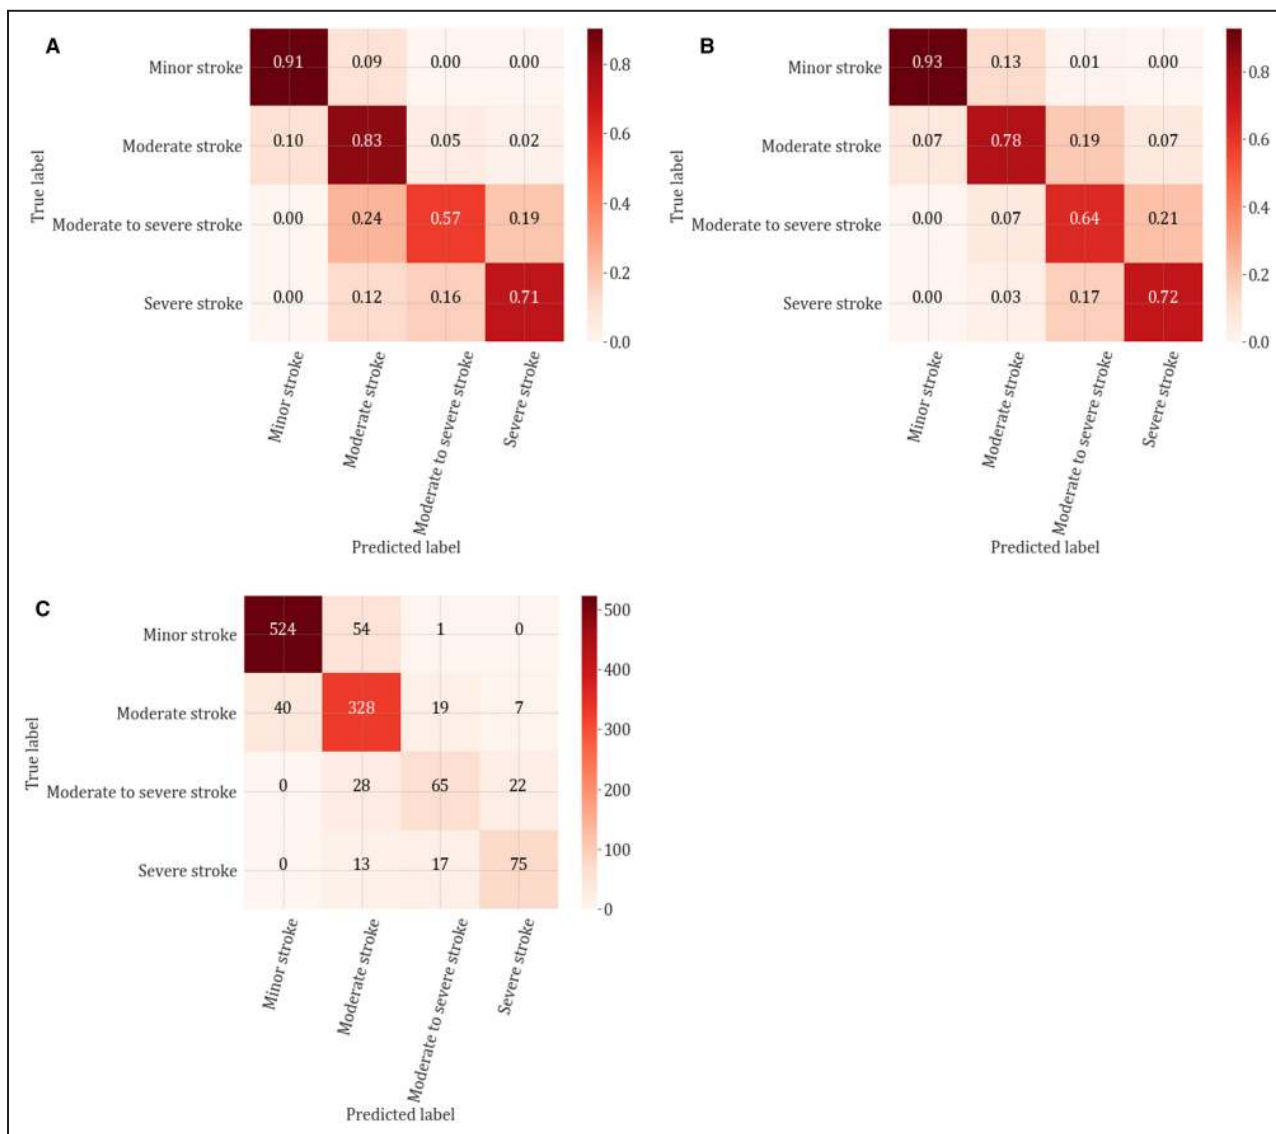 A
Minor stroke 0.91 0.09 0.00 0.00
Moderate stroke 0.10 0.83 0.05 0.02
Moderate to severe stroke 0.00 0.24 0.57 0.19
Severe stroke 0.00 0.12 0.16 0.71
True label
0.8
0.6
0.4
0.2
0.0
Minor stroke
Moderate stroke
Moderate to severe stroke
Severe stroke
Predicted label
B
Minor stroke 0.93 0.13 0.01 0.00
Moderate stroke 0.07 0.78 0.19 0.07
Moderate to severe stroke 0.00 0.07 0.64 0.21
Severe stroke 0.00 0.03 0.17 0.72
True label
0.8
0.6
0.4
0.2
0.0
Minor stroke
Moderate stroke
Moderate to severe stroke
Severe stroke
Predicted label
C
Minor stroke 524 54 1 0
Moderate stroke 40 328 19 7
Moderate to severe stroke 0 28 65 22
Severe stroke 0 13 17 75
True label
500
400
300
200
100
0
Minor stroke
Moderate stroke
Moderate to severe stroke
Severe stroke
Predicted label